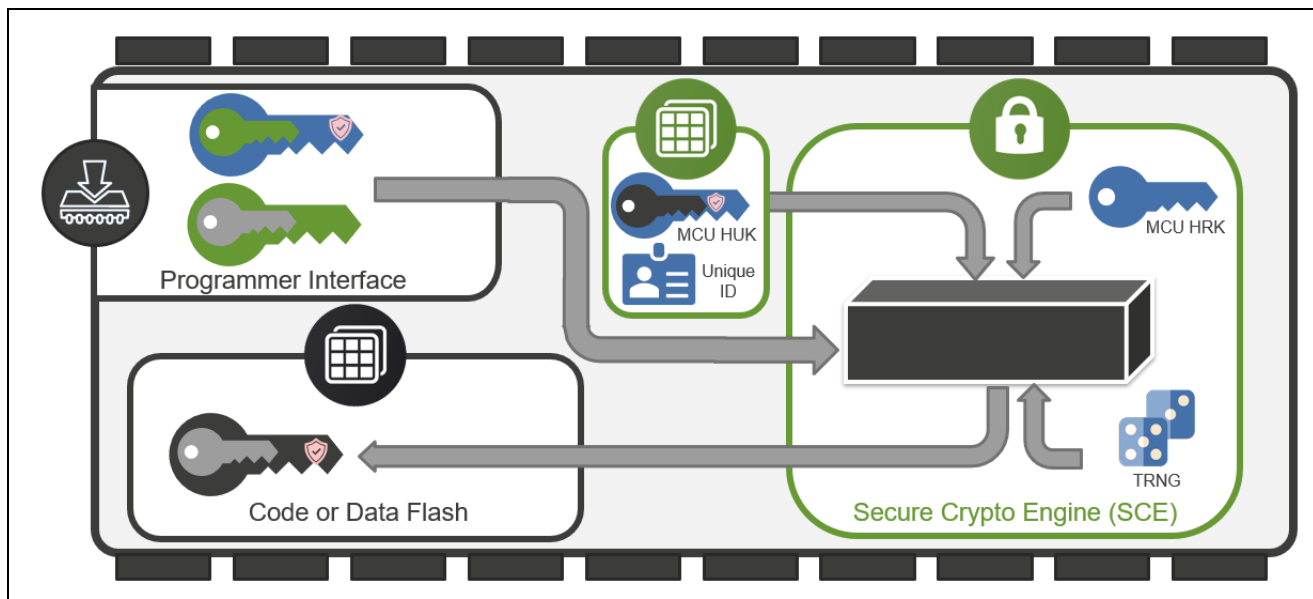 Programmer Interface
MCU HUK
Unique
ID
MCU HRK
Code or Data Flash
TRNG
Secure Crypto Engine (SCE)